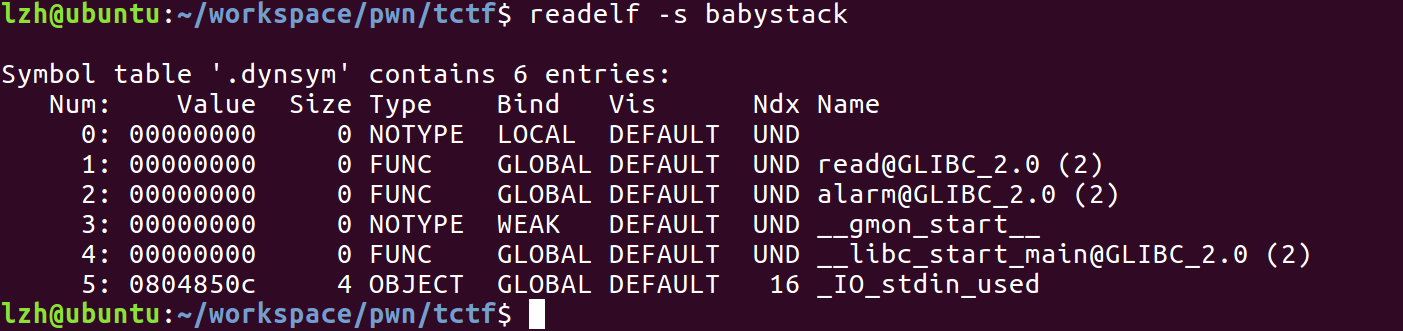 lzh@ubuntu:~/workspace/pwn/tctf$ readelf -s babystack

Symbol table '.dynsym' contains 6 entries:
   Num:    Value  Size Type    Bind   Vis      Ndx Name
     0: 00000000     0 NOTYPE  LOCAL  DEFAULT  UND
     1: 00000000     0 FUNC    GLOBAL DEFAULT  UND read@GLIBC_2.0 (2)
     2: 00000000     0 FUNC    GLOBAL DEFAULT  UND alarm@GLIBC_2.0 (2)
     3: 00000000     0 NOTYPE  WEAK   DEFAULT  UND __gmon_start__
     4: 00000000     0 FUNC    GLOBAL DEFAULT  UND __libc_start_main@GLIBC_2.0 (2)
     5: 0804850c     4 OBJECT  GLOBAL DEFAULT   16 _IO_stdin_used
lzh@ubuntu:~/workspace/pwn/tctf$